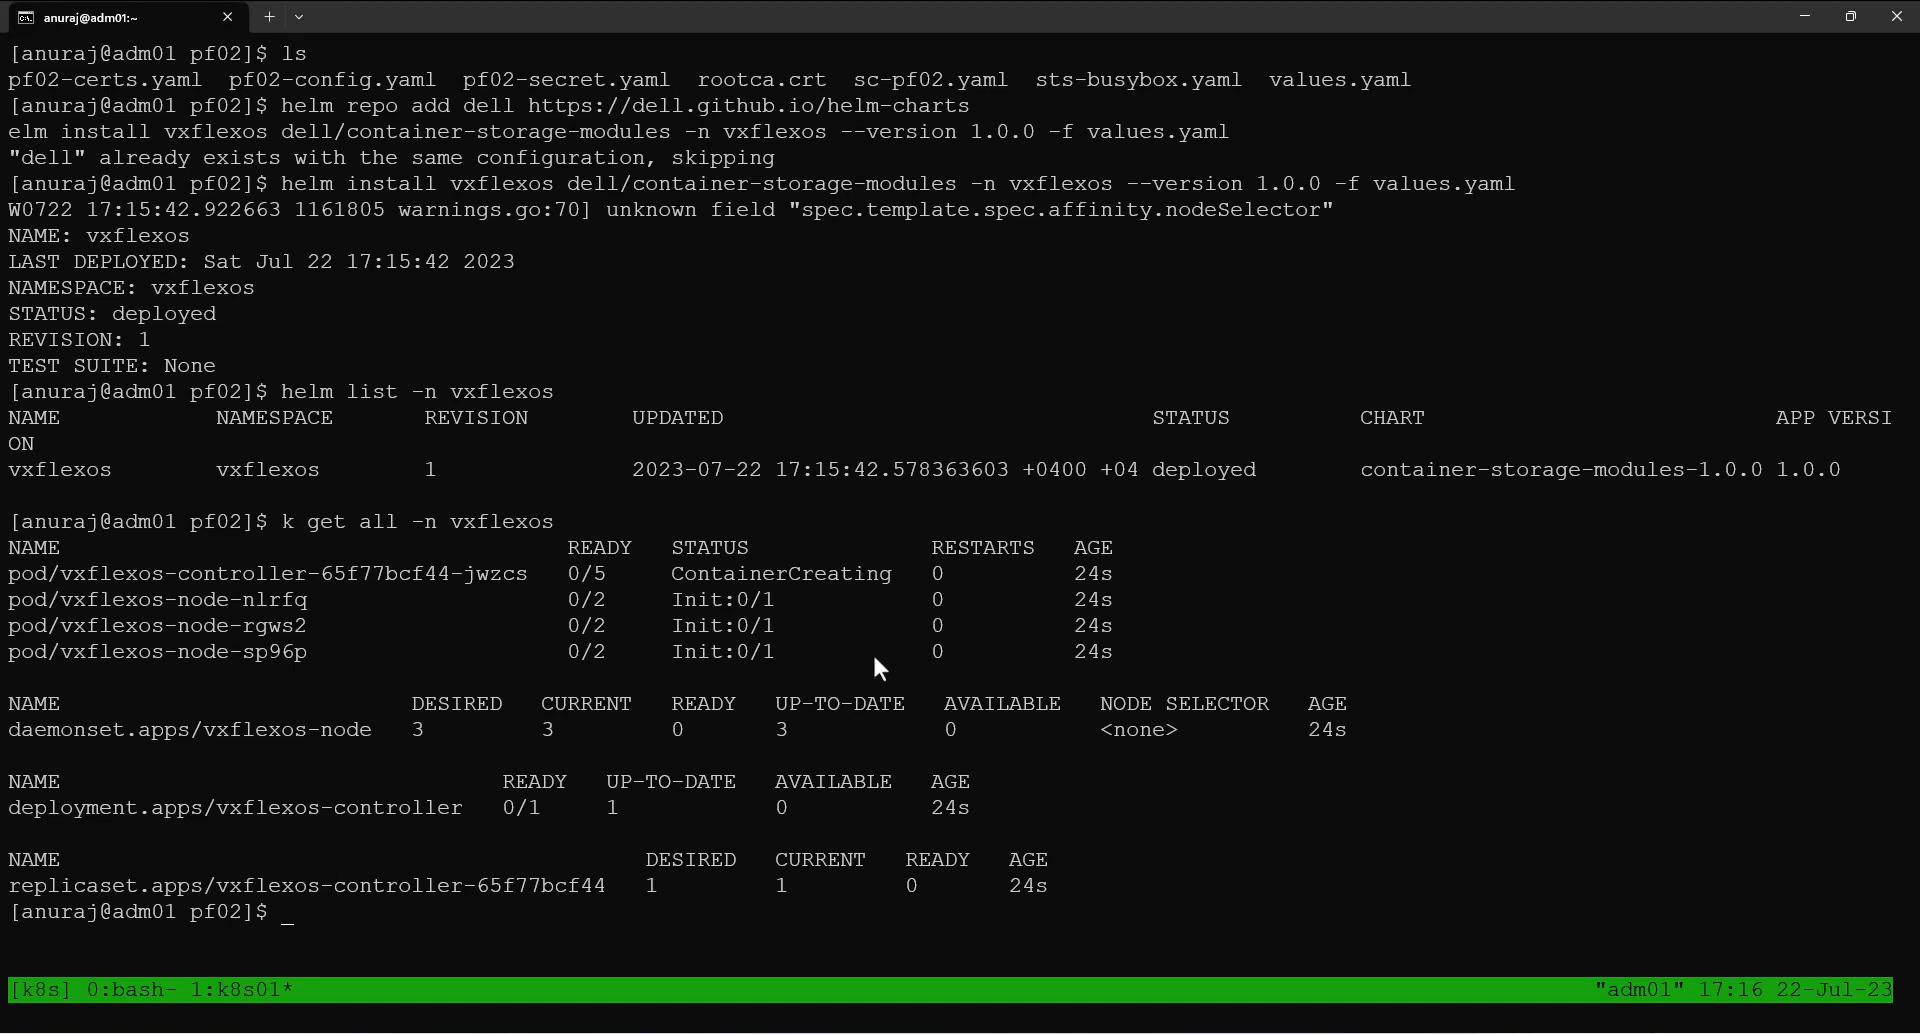 anuraj@adm01:~
[anuraj@adm01 pf02]$ ls
pf02-certs.yaml  pf02-config.yaml  pf02-secret.yaml  rootca.crt  sc-pf02.yaml  sts-busybox.yaml  values.yaml
[anuraj@adm01 pf02]$ helm repo add dell https://dell.github.io/helm-charts
elm install vxflexos dell/container-storage-modules -n vxflexos --version 1.0.0 -f values.yaml
"dell" already exists with the same configuration, skipping
[anuraj@adm01 pf02]$ helm install vxflexos dell/container-storage-modules -n vxflexos --version 1.0.0 -f values.yaml
W0722 17:15:42.922663 1161805 warnings.go:70] unknown field "spec.template.spec.affinity.nodeSelector"
NAME: vxflexos
LAST DEPLOYED: Sat Jul 22 17:15:42 2023
NAMESPACE: vxflexos
STATUS: deployed
REVISION: 1
TEST SUITE: None
[anuraj@adm01 pf02]$ helm list -n vxflexos
NAME            NAMESPACE       REVISION        UPDATED                                 STATUS          CHART                           APP VERSI
ON
vxflexos        vxflexos        1               2023-07-22 17:15:42.578363603 +0400 +04 deployed        container-storage-modules-1.0.0 1.0.0
[anuraj@adm01 pf02]$ k get all -n vxflexos
NAME                                       READY   STATUS              RESTARTS   AGE
pod/vxflexos-controller-65f77bcf44-jwzcs   0/5     ContainerCreating   0          24s
pod/vxflexos-node-nlrfq                    0/2     Init:0/1            0          24s
pod/vxflexos-node-rgws2                    0/2     Init:0/1            0          24s
pod/vxflexos-node-sp96p                    0/2     Init:0/1            0          24s
NAME                           DESIRED   CURRENT   READY   UP-TO-DATE   AVAILABLE   NODE SELECTOR   AGE
daemonset.apps/vxflexos-node   3         3         0       3            0           <none>          24s
NAME                                  READY   UP-TO-DATE   AVAILABLE   AGE
deployment.apps/vxflexos-controller   0/1     1            0           24s
NAME                                             DESIRED   CURRENT   READY   AGE
replicaset.apps/vxflexos-controller-65f77bcf44   1         1         0       24s
[anuraj@adm01 pf02]$ _
[k8s] 0:bash- 1:k8s01*    "adm01" 17:16 22-Jul-23